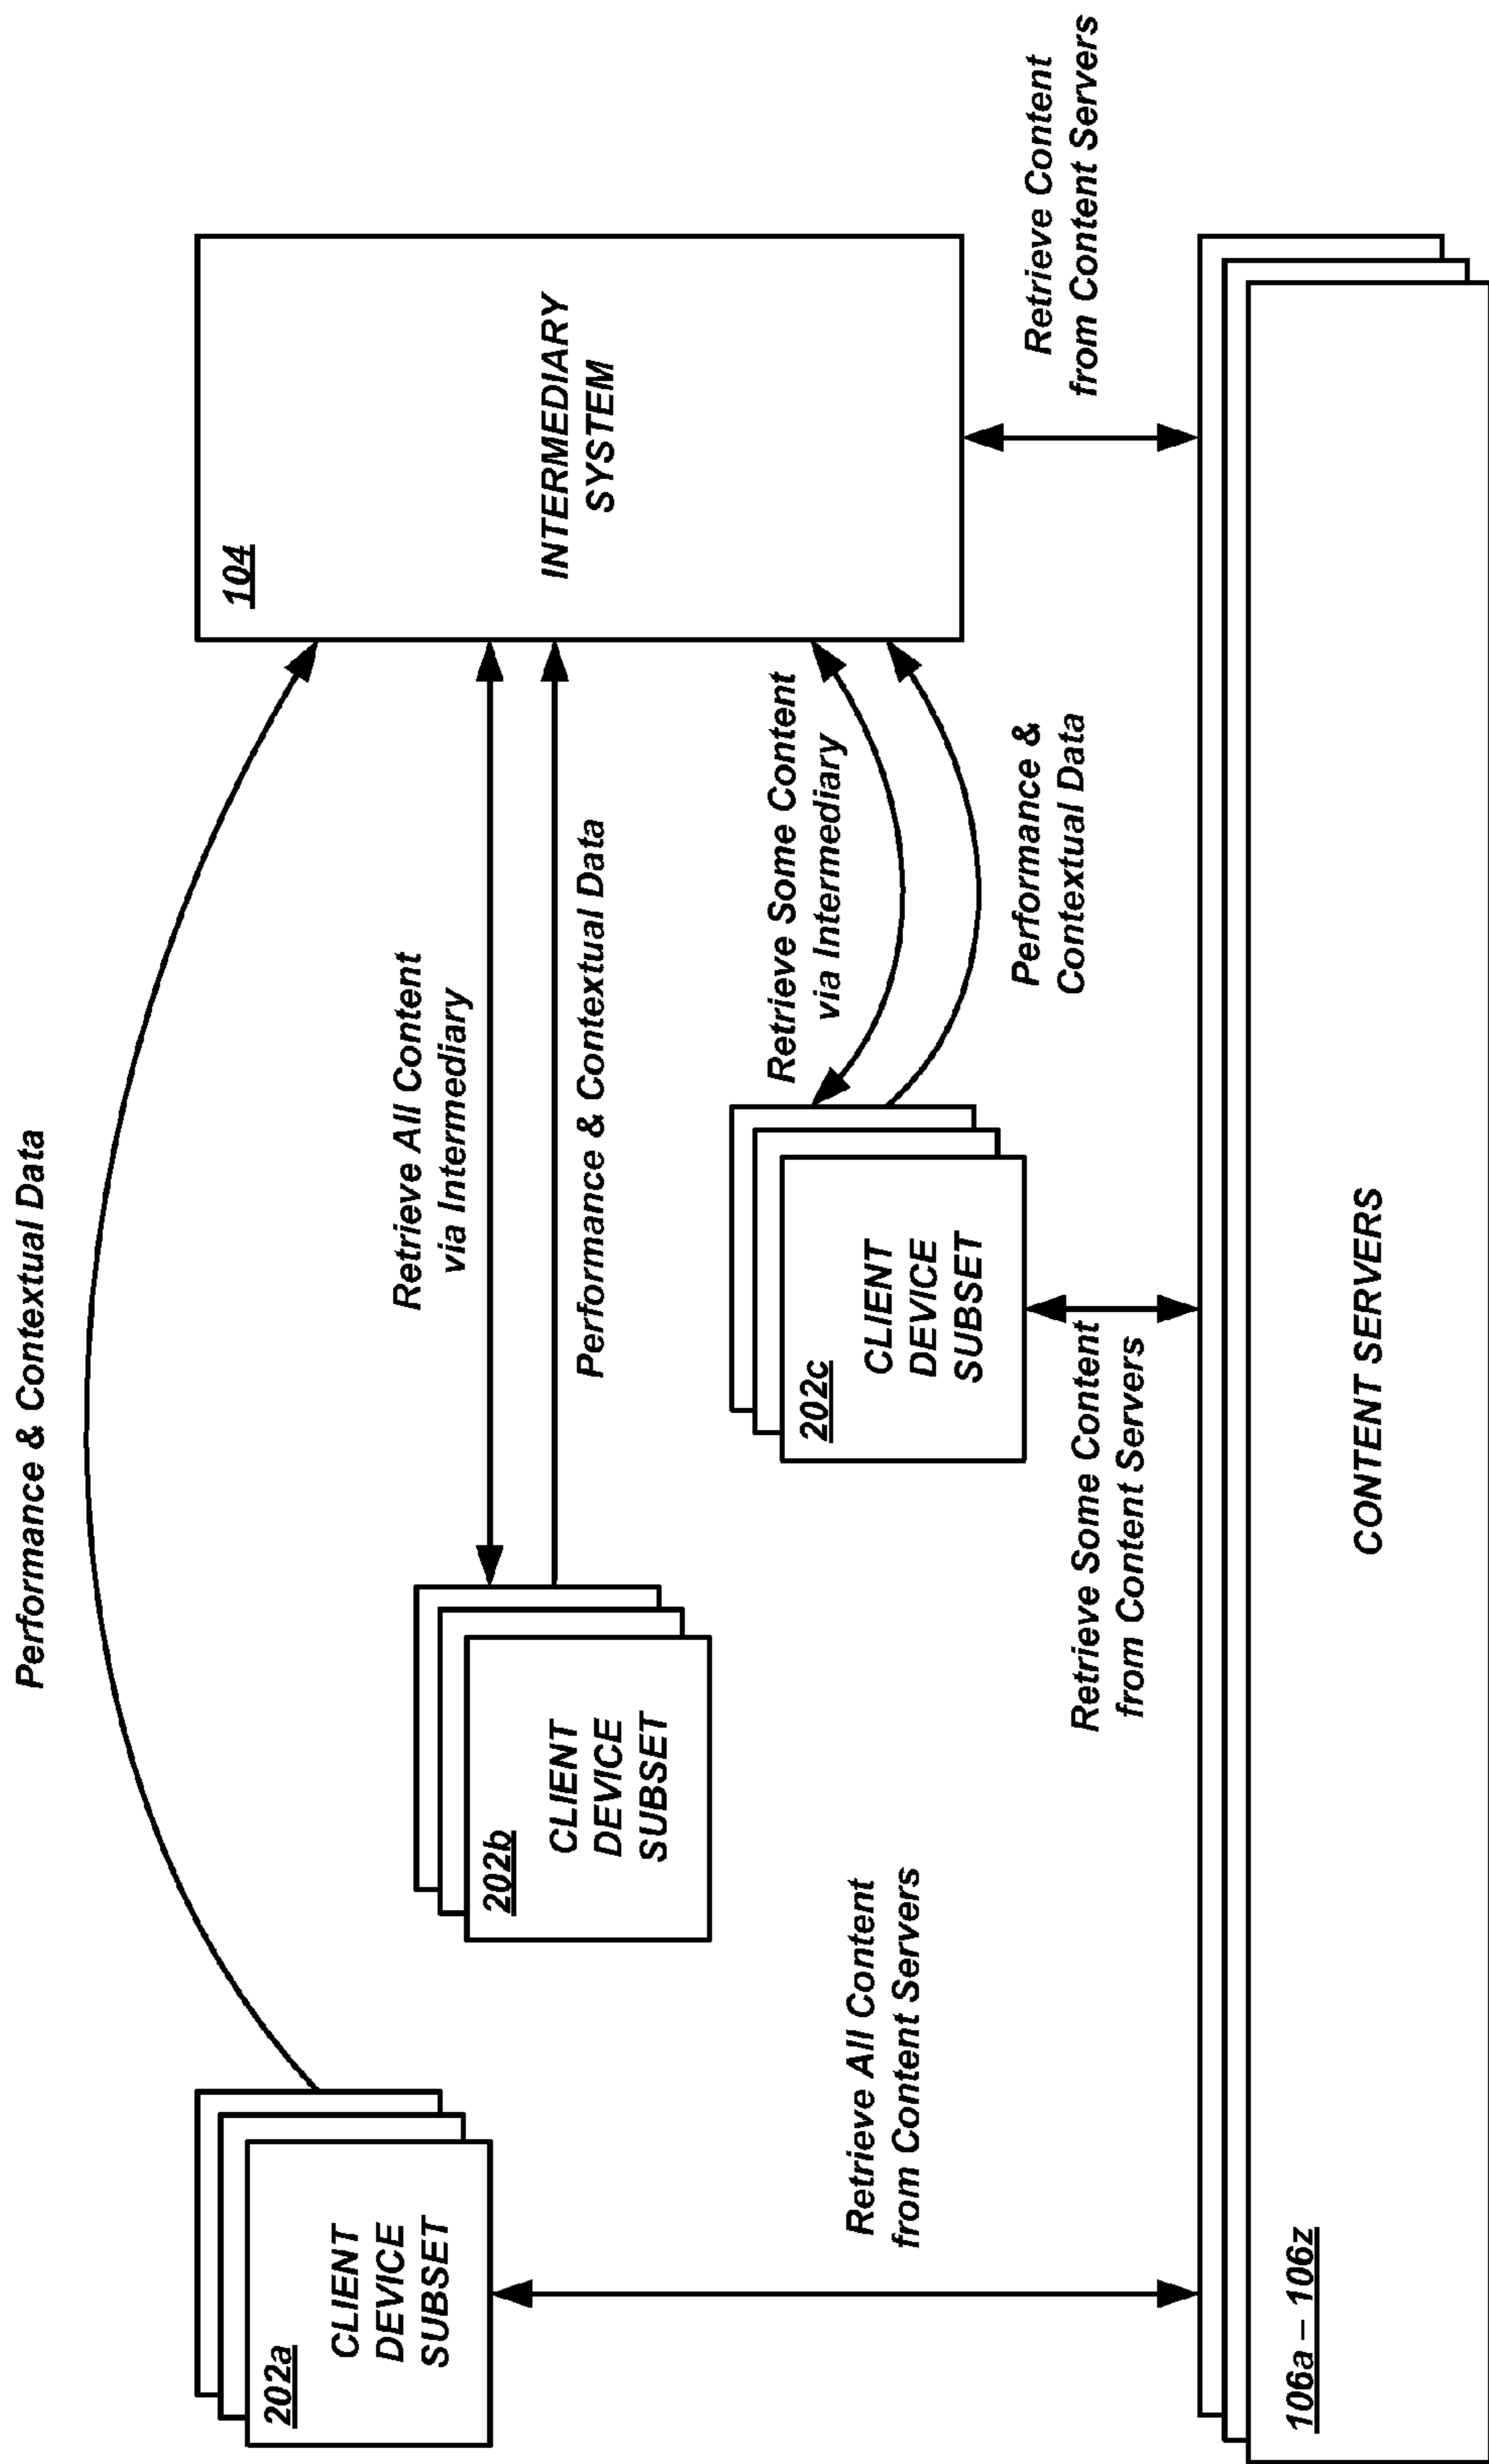 Performance & Contextual Data
202a
CLIENT
DEVICE
SUBSET
104
INTERMEDIARY
SYSTEM
Retrieve All Content
via Intermediary
202b
CLIENT
DEVICE
SUBSET
Performance & Contextual Data
Retrieve Some Content
via Intermediary
202c
CLIENT
DEVICE
SUBSET
Performance &
Contextual Data
Retrieve All Content
from Content Servers
Retrieve Some Content
from Content Servers
Retrieve Content
from Content Servers
106a – 106z
CONTENT SERVERS